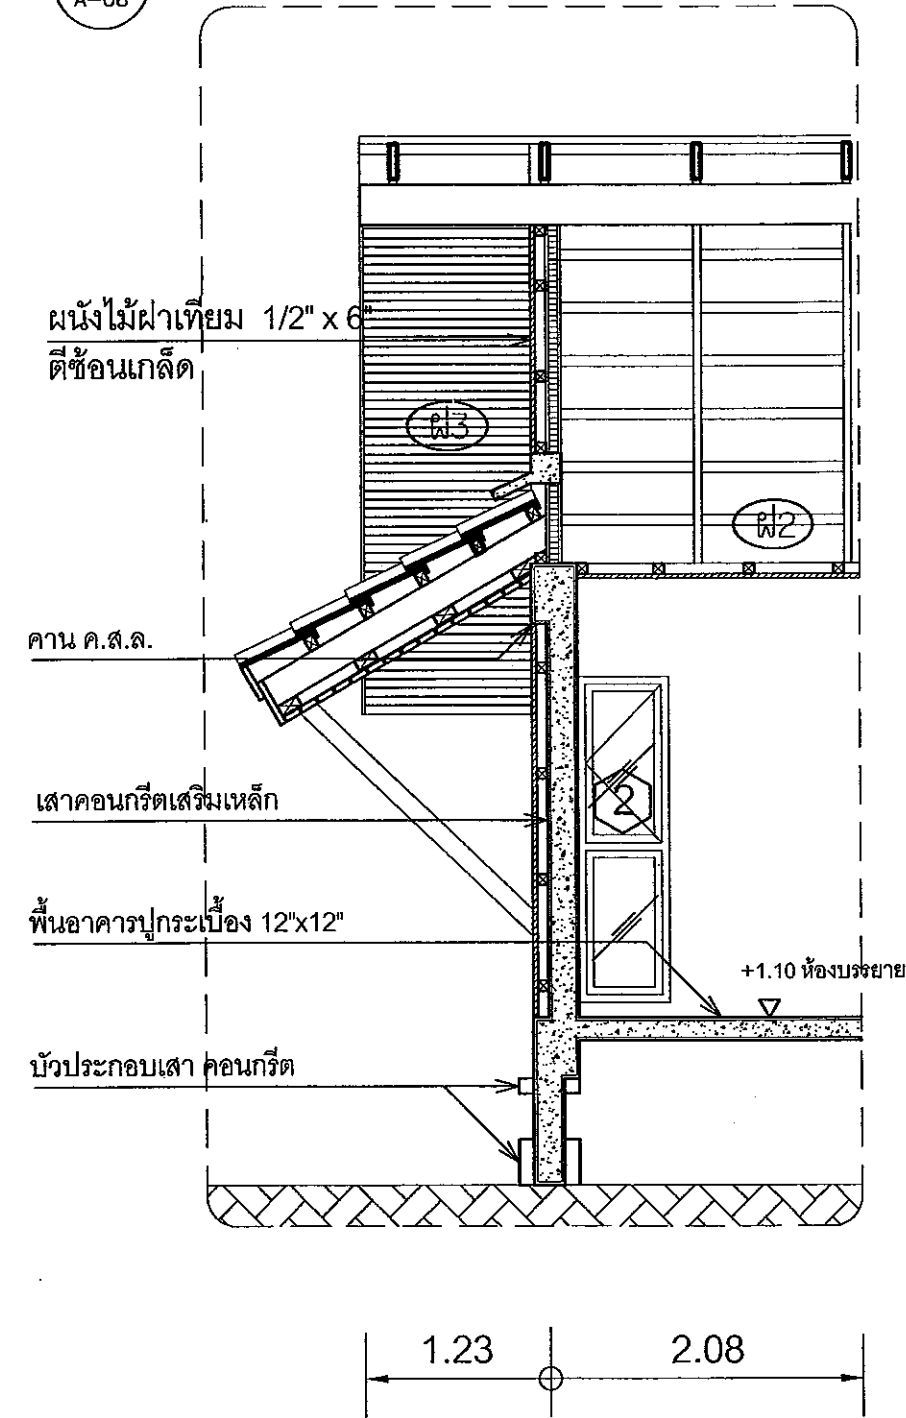 A-08
ผนังไม้ฝาเทียม 1/2" x 6"
ตีซ้อนเกล็ด
ฝ3
ฝ2
คาน ค.ส.ล.
เสาคอนกรีตเสริมเหล็ก
2
พื้นอาคารปูกระเบื้อง 12"x12"
+1.10 ห้องบรรยาย
บัวประกอบเสา คอนกรีต
1.23
2.08